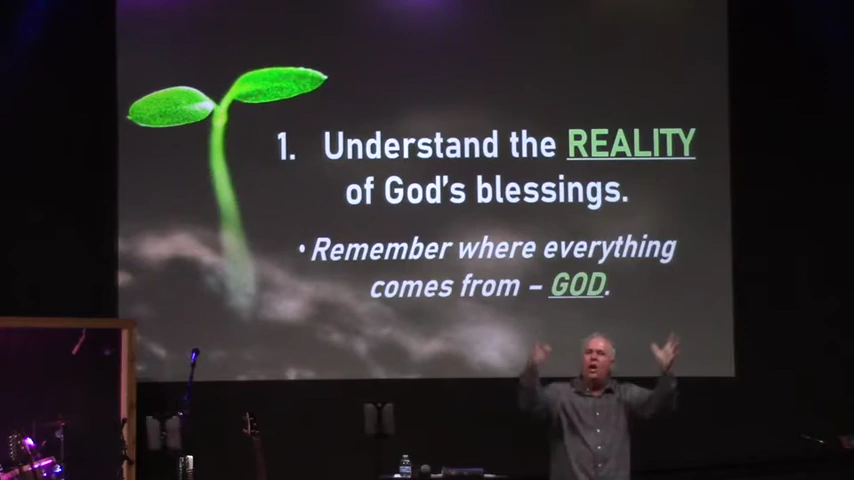 1. Understand the REALITY
of God's blessings.
• Remember where everything
comes from – GOD.